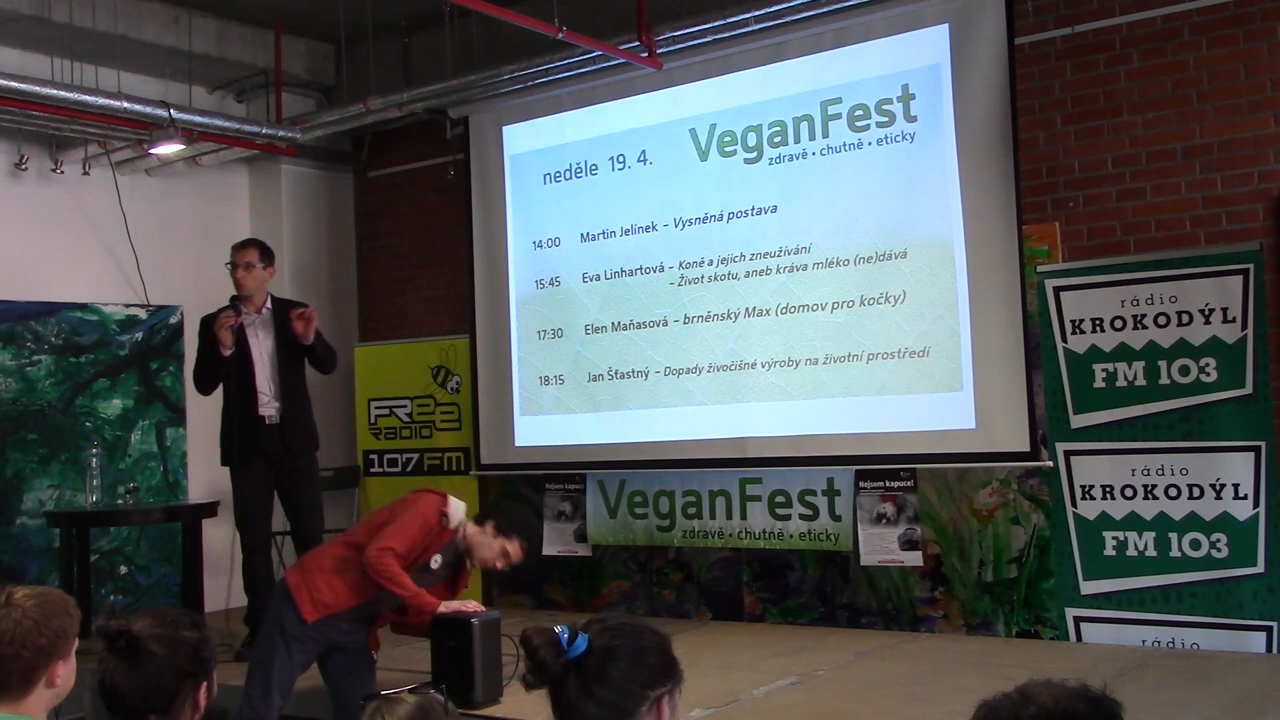 VeganFest
zdravě • chutně • eticky
neděle 19. 4.
14:00 Martin Jelínek – Vysněná postava
15:45 Eva Linhartová – Koně a jejich zneužívání
– Život skotu, aneb kráva mléko (ne)dává
17:30 Elen Maňasová – brněnský Max (domov pro kočky)
18:15 Jan Šťastný – Dopady živočišné výroby na životní prostředí
FRee
RADIO
107 FM
Nejsem kapuce!
VeganFest
zdravě • chutně • eticky
Nejsem kapuce!
rádio
KROKODÝL
FM 103
rádio
KROKODÝL
FM 103
rádio